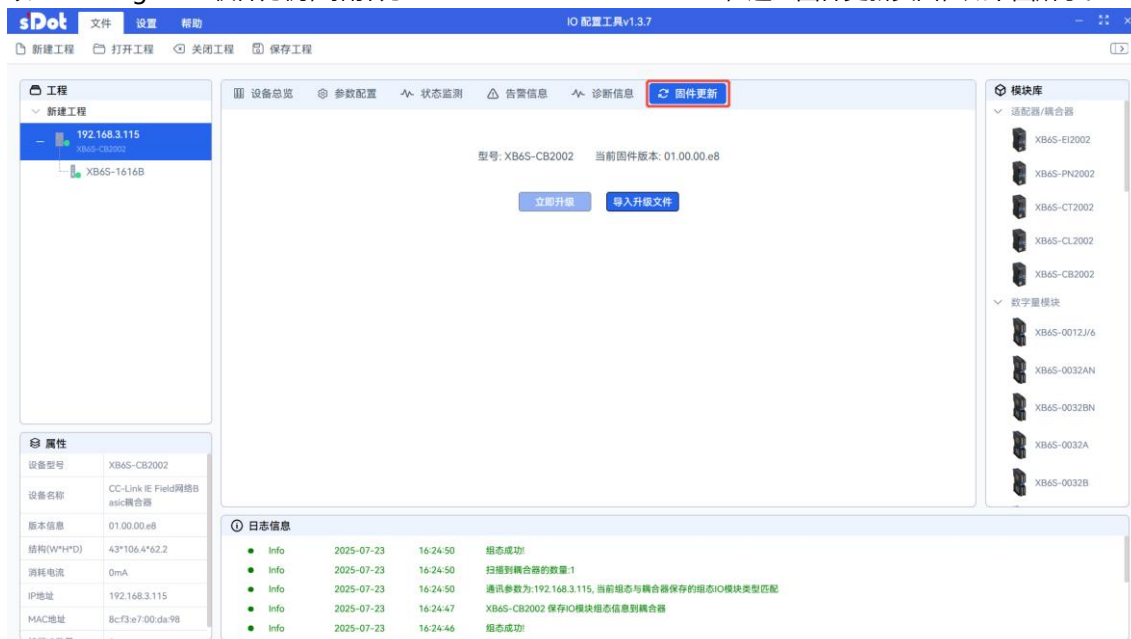 sDot 文件 设置 帮助 IO 配置工具v1.3.7
新建工程 打开工程 关闭工程 保存工程
工程
新建工程
192.168.3.115
XB6S-CB2002
XB6S-1616B
设备总览 参数配置 状态监测 告警信息 诊断信息 固件更新
型号: XB6S-CB2002 当前固件版本: 01.00.00.e8
立即升级 导入升级文件
模块库
适配器/耦合器
XB6S-EI2002
XB6S-PN2002
XB6S-CT2002
XB6S-CL2002
XB6S-CB2002
数字量模块
XB6S-0012J/6
XB6S-0032AN
XB6S-0032BN
XB6S-0032A
XB6S-0032B
属性
设备型号 XB6S-CB2002
设备名称 CC-Link IE Field网络B
asic耦合器
版本信息 01.00.00.e8
结构(W*H*D) 43*106.4*62.2
消耗电流 0mA
IP地址 192.168.3.115
MAC地址 8c:f3:e7:00:da:98
日志信息
Info 2025-07-23 16:24:50 组态成功!
Info 2025-07-23 16:24:50 扫描到耦合器的数量:1
Info 2025-07-23 16:24:50 通讯参数为:192.168.3.115, 当前组态与耦合器保存的组态IO模块类型匹配
Info 2025-07-23 16:24:47 XB6S-CB2002 保存IO模块组态信息到耦合器
Info 2025-07-23 16:24:46 组态成功!